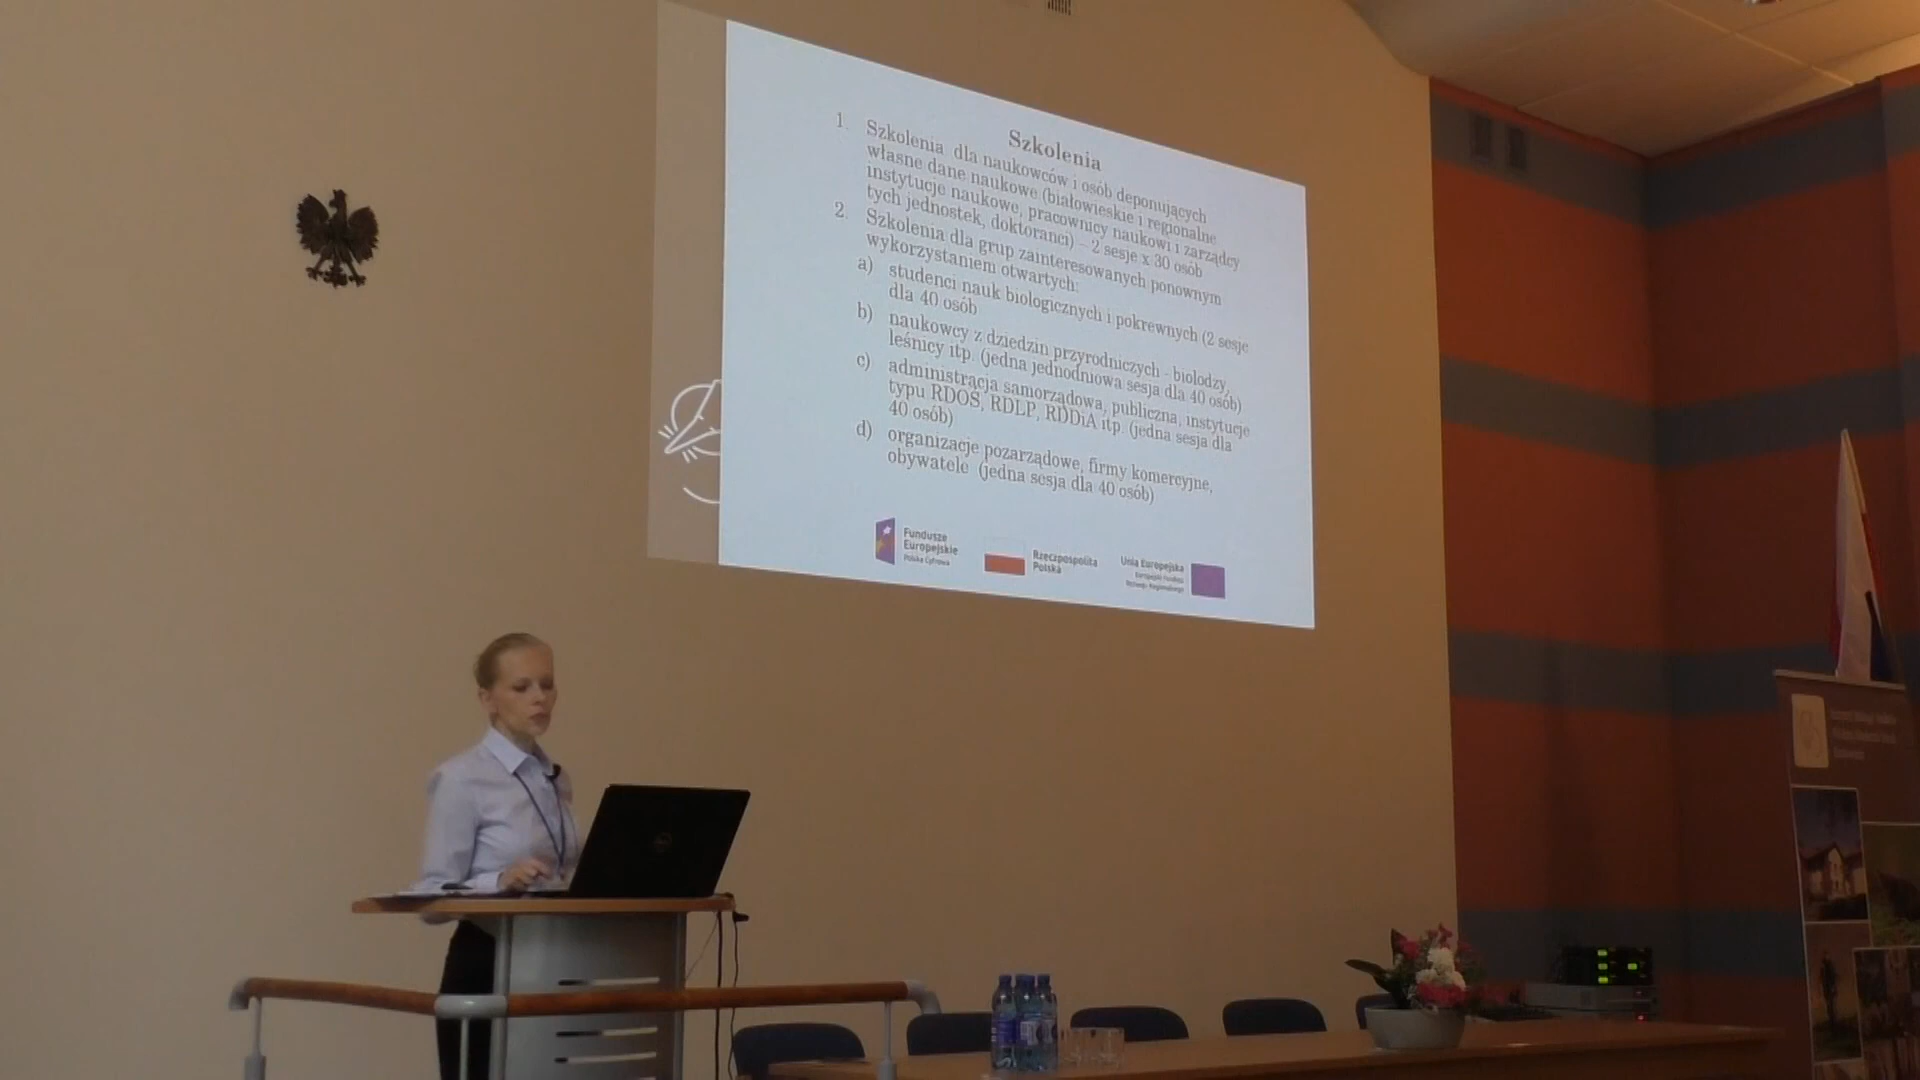 Szkolenia
1. Szkolenia dla naukowców i osób deponujących
własne dane naukowe (białowieskie i regionalne
instytucje naukowe, pracownicy naukowi i zarządcy
tych jednostek, doktoranci) – 2 sesje x 30 osób
2. Szkolenia dla grup zainteresowanych ponownym
wykorzystaniem otwartych:
a) studenci nauk biologicznych i pokrewnych (2 sesje
dla 40 osób
b) naukowcy z dziedzin przyrodniczych - biolodzy,
leśnicy itp. (jedna jednodniowa sesja dla 40 osób)
c) administracja samorządowa, publiczna, instytucje
typu RDOS, RDLP, RDDiA itp. (jedna sesja dla
40 osób)
d) organizacje pozarządowe, firmy komercyjne,
obywatele (jedna sesja dla 40 osób)
Fundusze
Europejskie
Polska Cyfrowa
Rzeczpospolita
Polska
Unia Europejska
Europejski Fundusz
Rozwoju Regionalnego